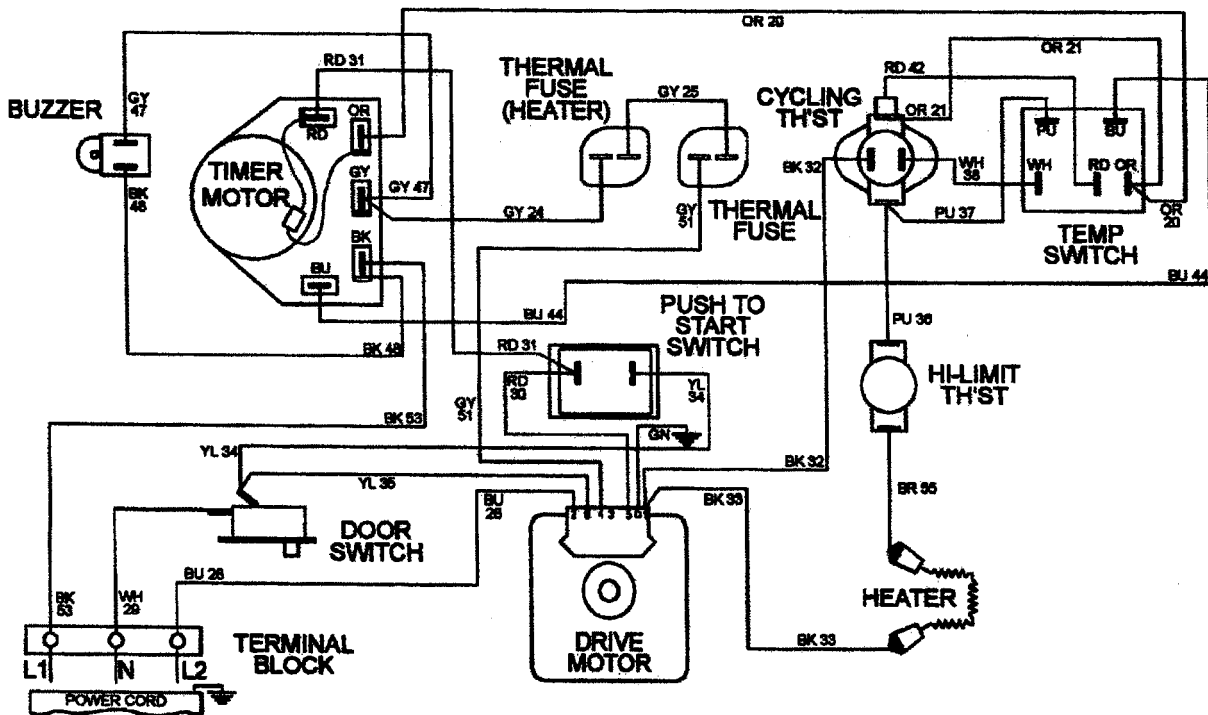 OR 20
OR 21
RD 31
RD 42
THERMAL
FUSE
(HEATER)
GY 25
CYCLING
TH'ST
OR 21
BUZZER
GY
47
OR
RD
PU
BU
TIMER
MOTOR
GY
GY 47
BK 32
WH
38
WH
RD
OR
BK
GY 24
GY
51
THERMAL
FUSE
PU 37
OR
20
TEMP
SWITCH
BK
BU
BU 44
BU 44
PUSH TO
START
SWITCH
PU 36
BK 48
RD 31
RD
30
YL
34
HI-LIMIT
TH'ST
BK 53
GY
51
GN
YL 34
BK 32
YL 35
BK 33
BU
26
BR 55
DOOR
SWITCH
BU 26
BK
53
WH
29
HEATER
TERMINAL
BLOCK
DRIVE
MOTOR
BK 33
L1
N
L2
POWER CORD